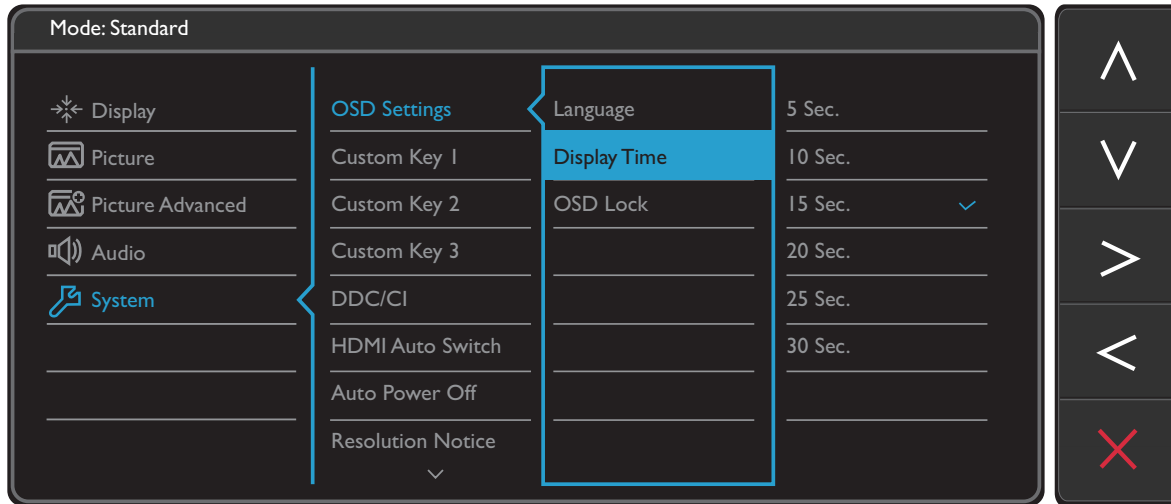 Mode: Standard
Display
Picture
Picture Advanced
Audio
System
OSD Settings
Custom Key 1
Custom Key 2
Custom Key 3
DDC/CI
HDMI Auto Switch
Auto Power Off
Resolution Notice
Language
Display Time
OSD Lock
5 Sec.
10 Sec.
15 Sec.
20 Sec.
25 Sec.
30 Sec.